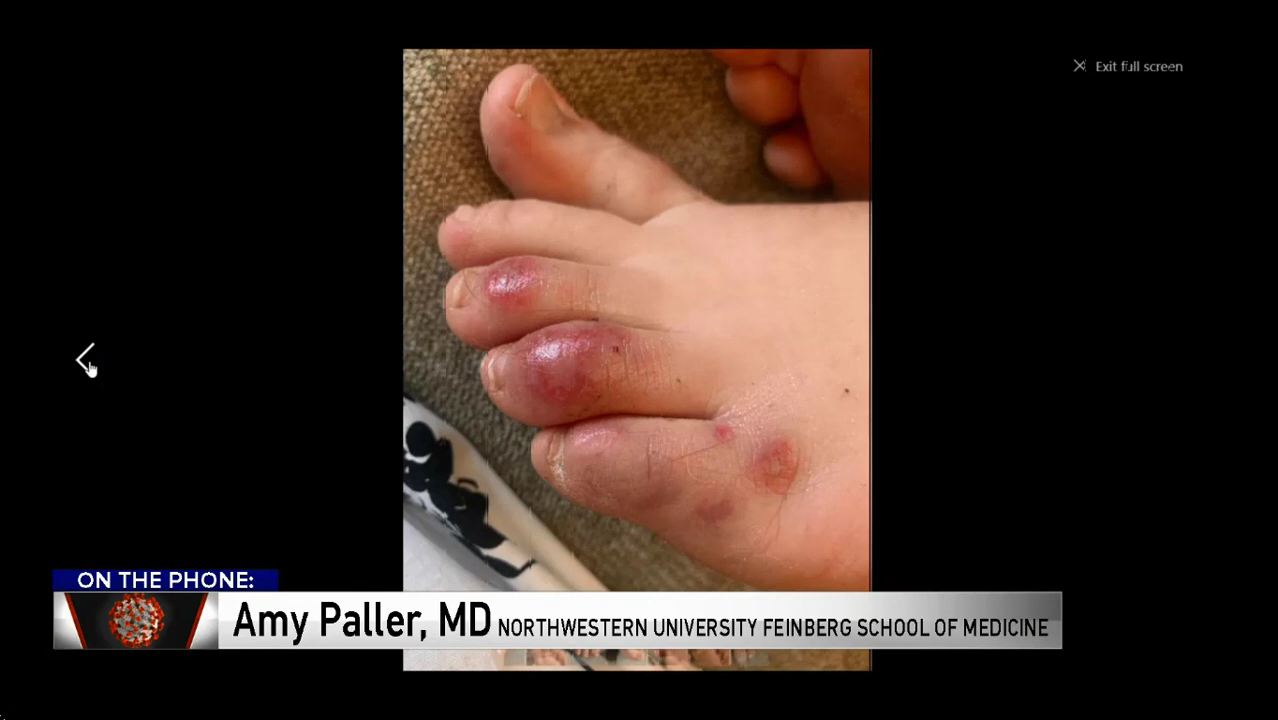 Exit full screen
ON THE PHONE:
Amy Paller, MD NORTHWESTERN UNIVERSITY FEINBERG SCHOOL OF MEDICINE